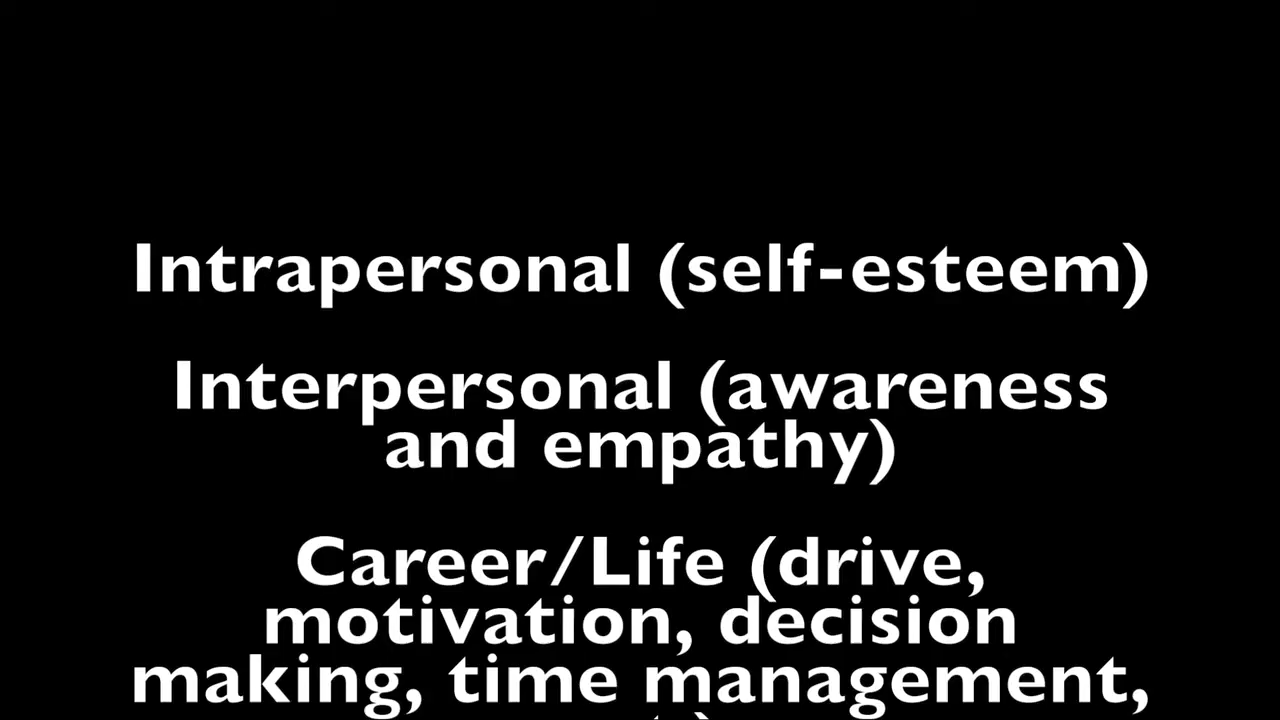 Intrapersonal (self-esteem)
Interpersonal (awareness
and empathy)
Career/Life (drive,
motivation, decision
making, time management,